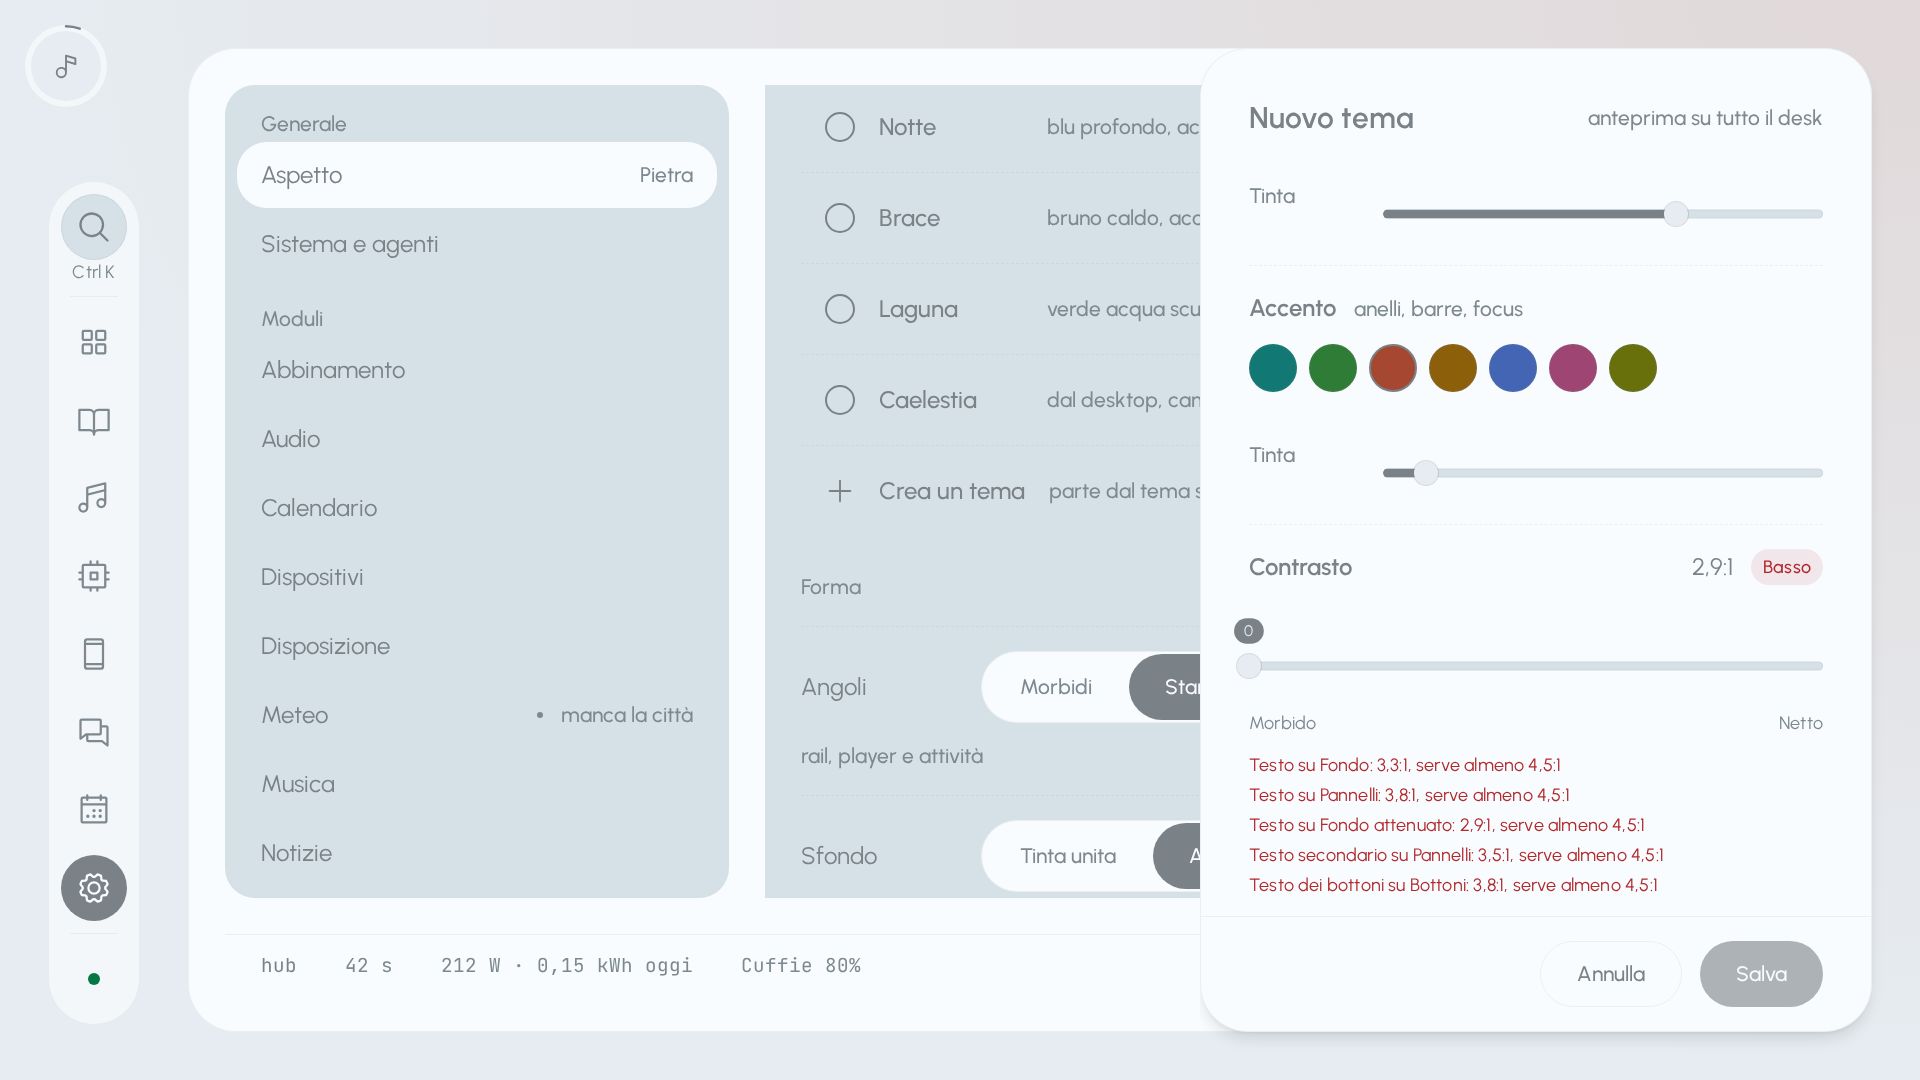 Ctrl K
Generale
Aspetto Pietra
Sistema e agenti
Moduli
Abbinamento
Audio
Calendario
Dispositivi
Disposizione
Meteo • manca la città
Musica
Notizie
Notte blu profondo,
Brace bruno caldo,
Laguna verde acqua
Caelestia dal desktop,
Crea un tema parte dal tema
Forma
Angoli Morbidi
rail, player e attività
Sfondo Tinta unita
hub 42 s 212 W · 0,15 kWh oggi Cuffie 80%
Nuovo tema anteprima su tutto il desk
Tinta
Accento anelli, barre, focus
Tinta
Contrasto 2,9:1 Basso
0
Morbido Netto
Testo su Fondo: 3,3:1, serve almeno 4,5:1
Testo su Pannelli: 3,8:1, serve almeno 4,5:1
Testo su Fondo attenuato: 2,9:1, serve almeno 4,5:1
Testo secondario su Pannelli: 3,5:1, serve almeno 4,5:1
Testo dei bottoni su Bottoni: 3,8:1, serve almeno 4,5:1
Annulla Salva